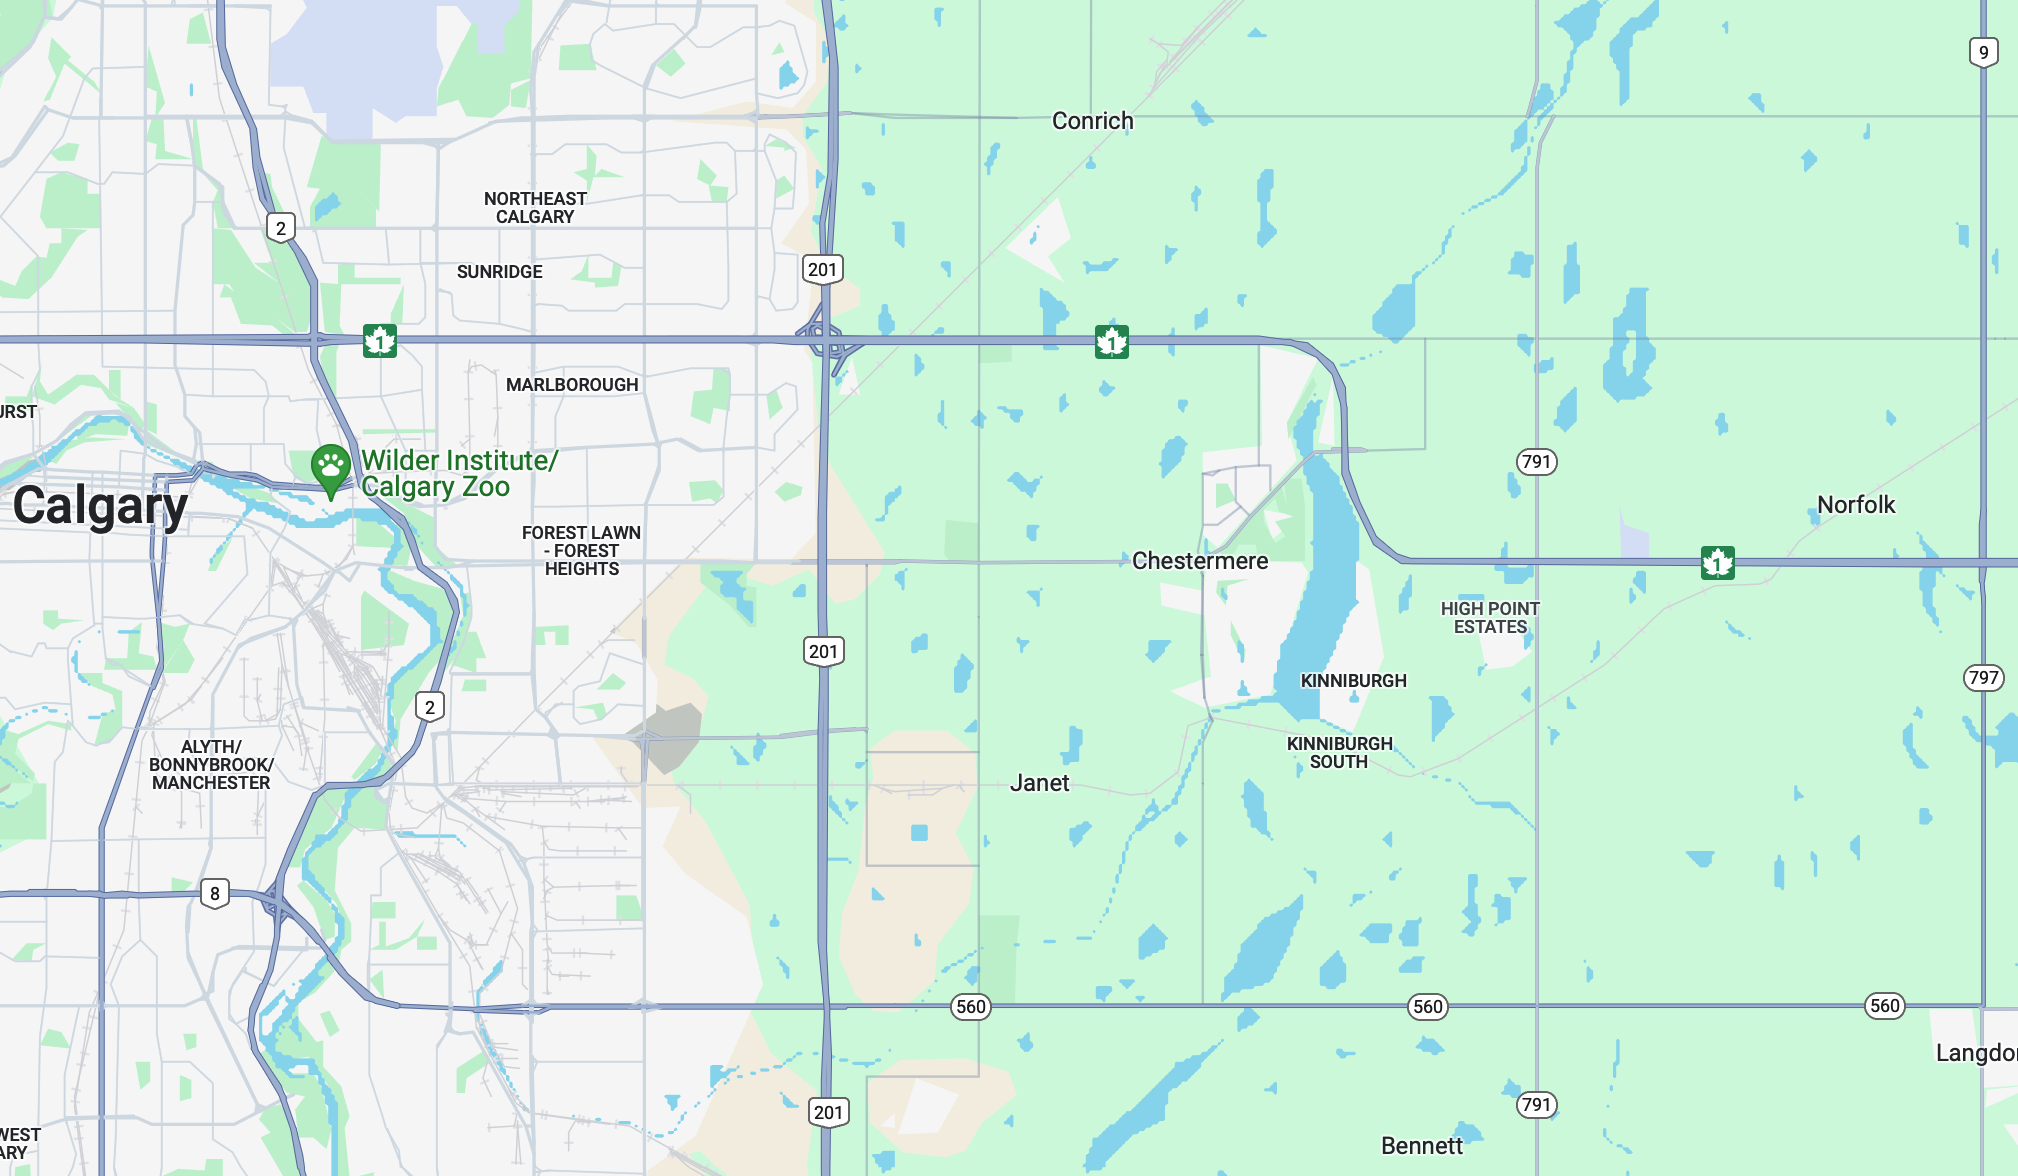 9
Conrich
NORTHEAST
CALGARY
2
SUNRIDGE
201
1
1
MARLBOROUGH
URST
Wilder Institute/
Calgary Zoo
791
Calgary
Norfolk
FOREST LAWN
- FOREST
HEIGHTS
Chestermere
1
HIGH POINT
ESTATES
201
797
KINNIBURGH
2
ALYTH/
BONNYBROOK/
MANCHESTER
KINNIBURGH
SOUTH
Janet
8
560
560
560
Langdo
201
791
WEST
ARY
Bennett